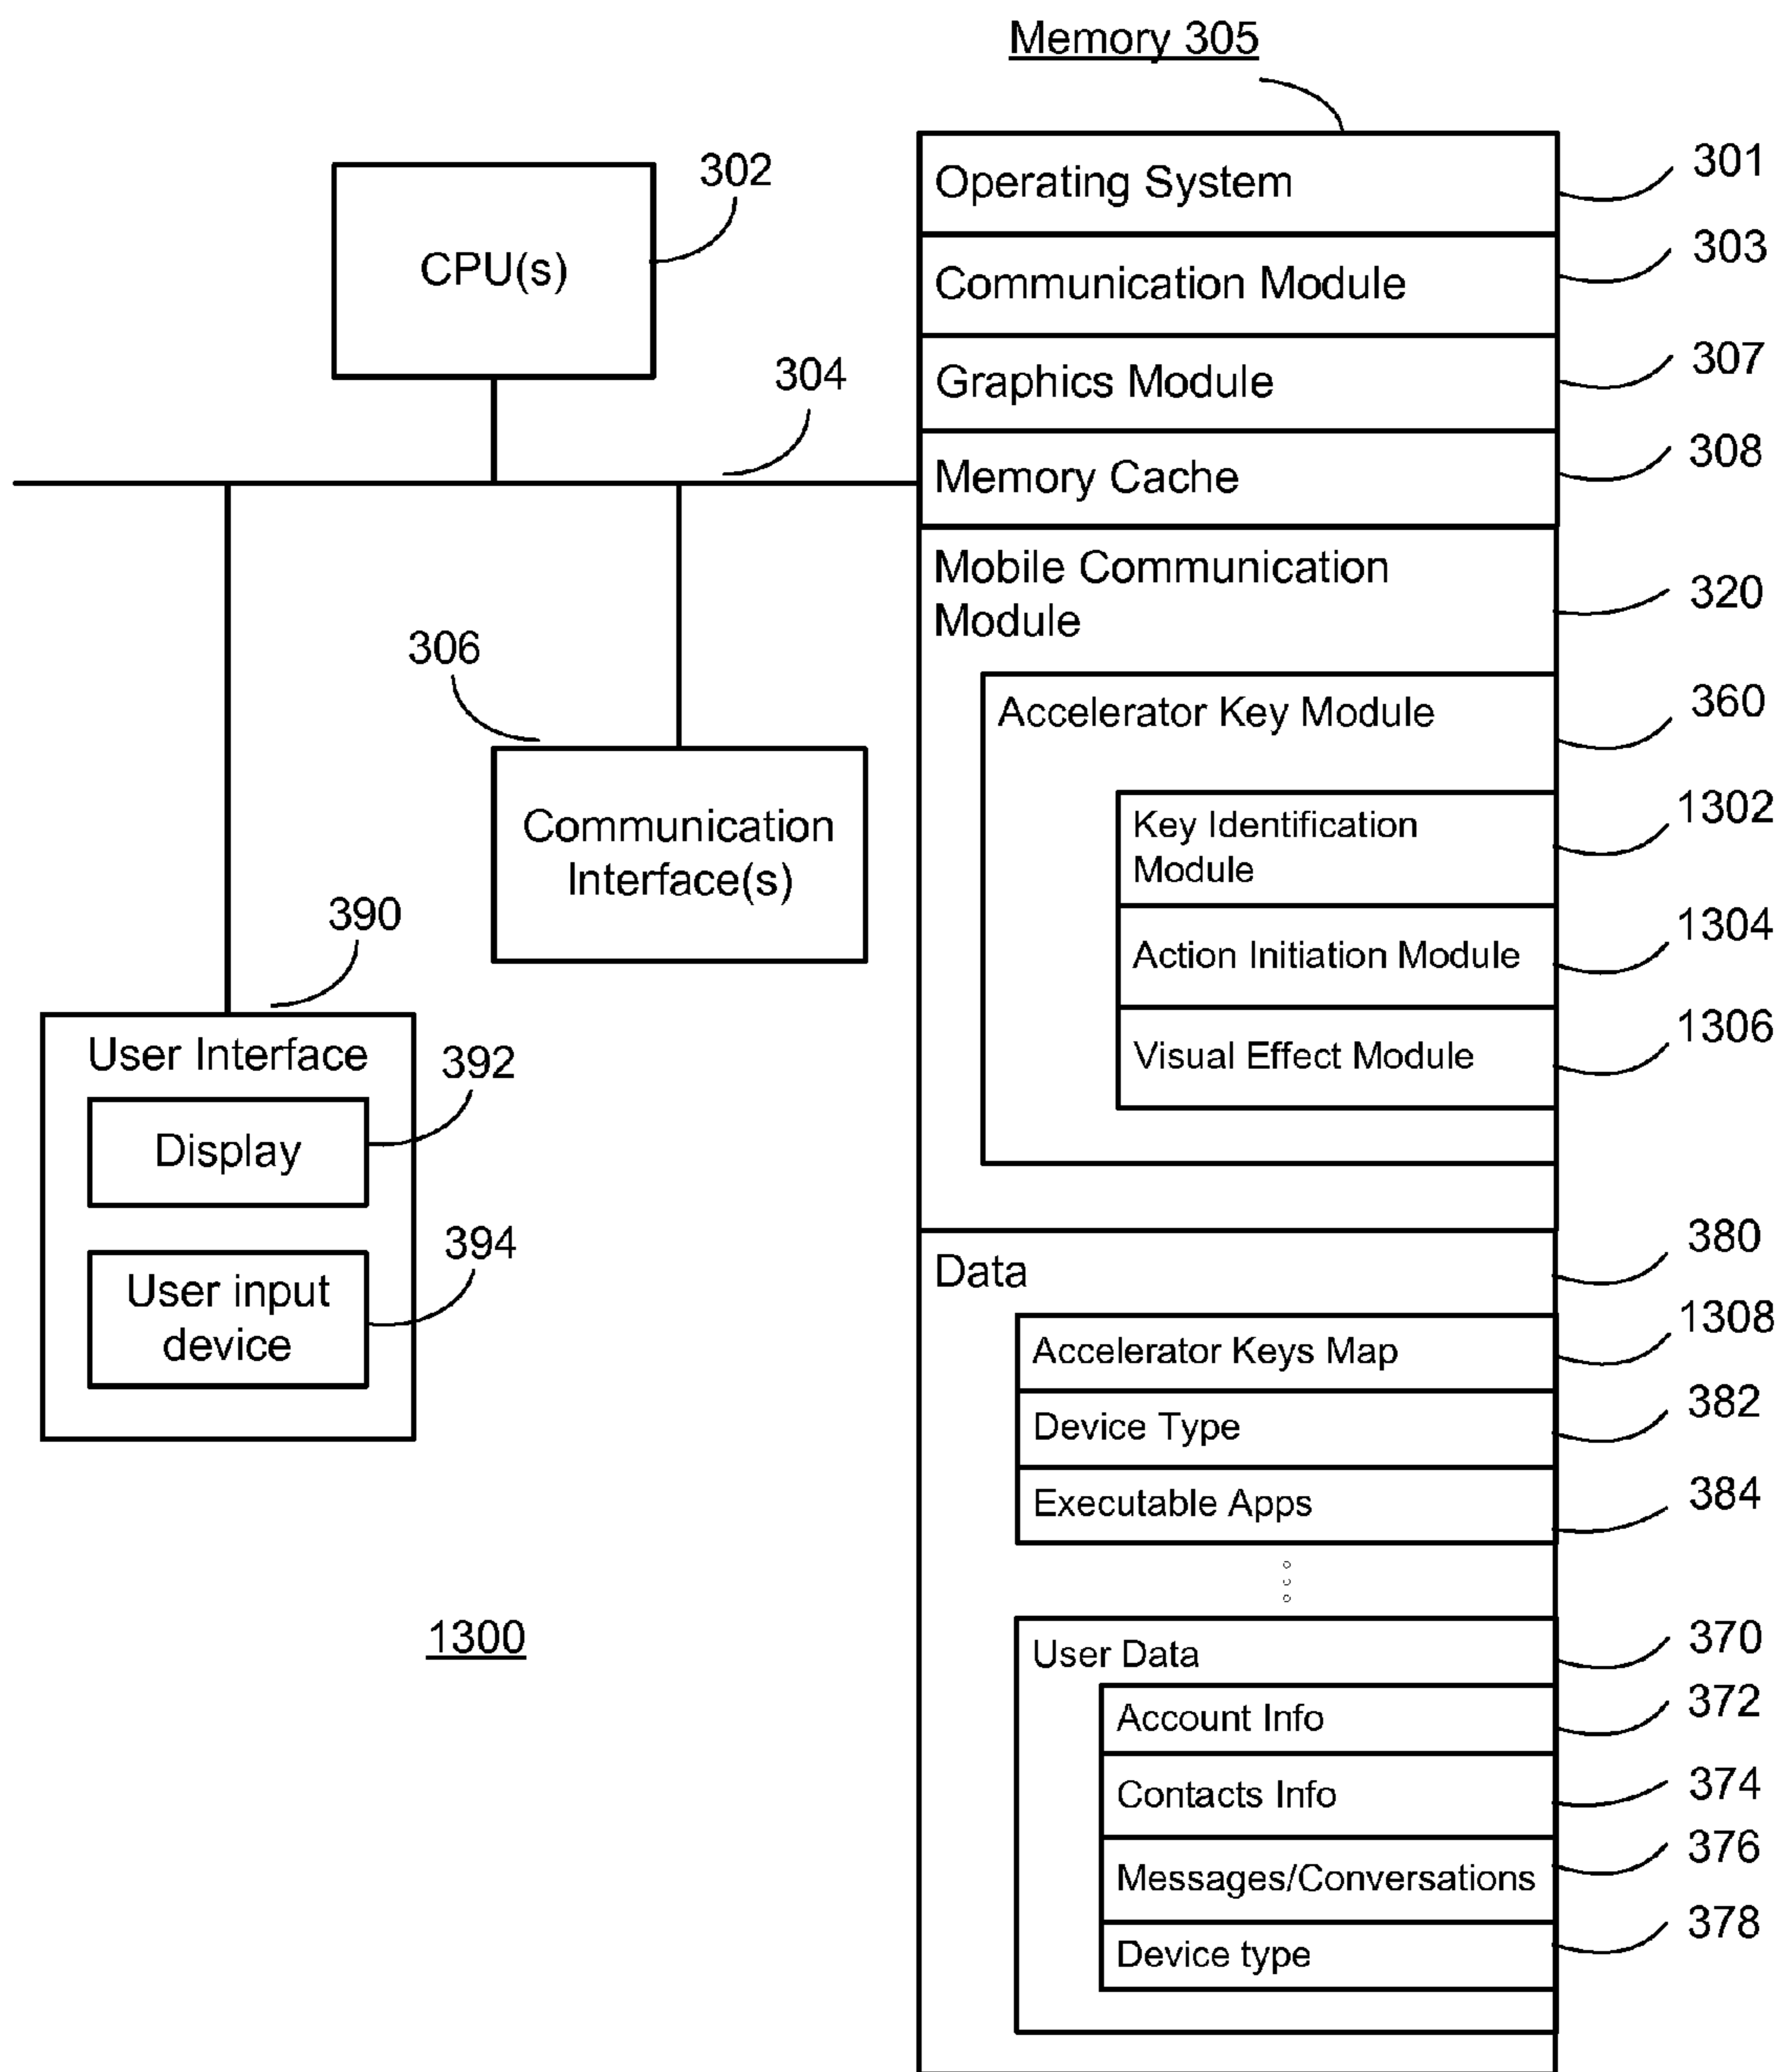 Memory 305
302
CPU(s)
304
306
Communication
Interface(s)
390
User Interface
392
Display
394
User input
device
1300
Operating System
301
Communication Module
303
Graphics Module
307
Memory Cache
308
Mobile Communication
Module
320
Accelerator Key Module
360
Key Identification
Module
1302
Action Initiation Module
1304
Visual Effect Module
1306
Data
380
Accelerator Keys Map
1308
Device Type
382
Executable Apps
384
User Data
370
Account Info
372
Contacts Info
374
Messages/Conversations
376
Device type
378